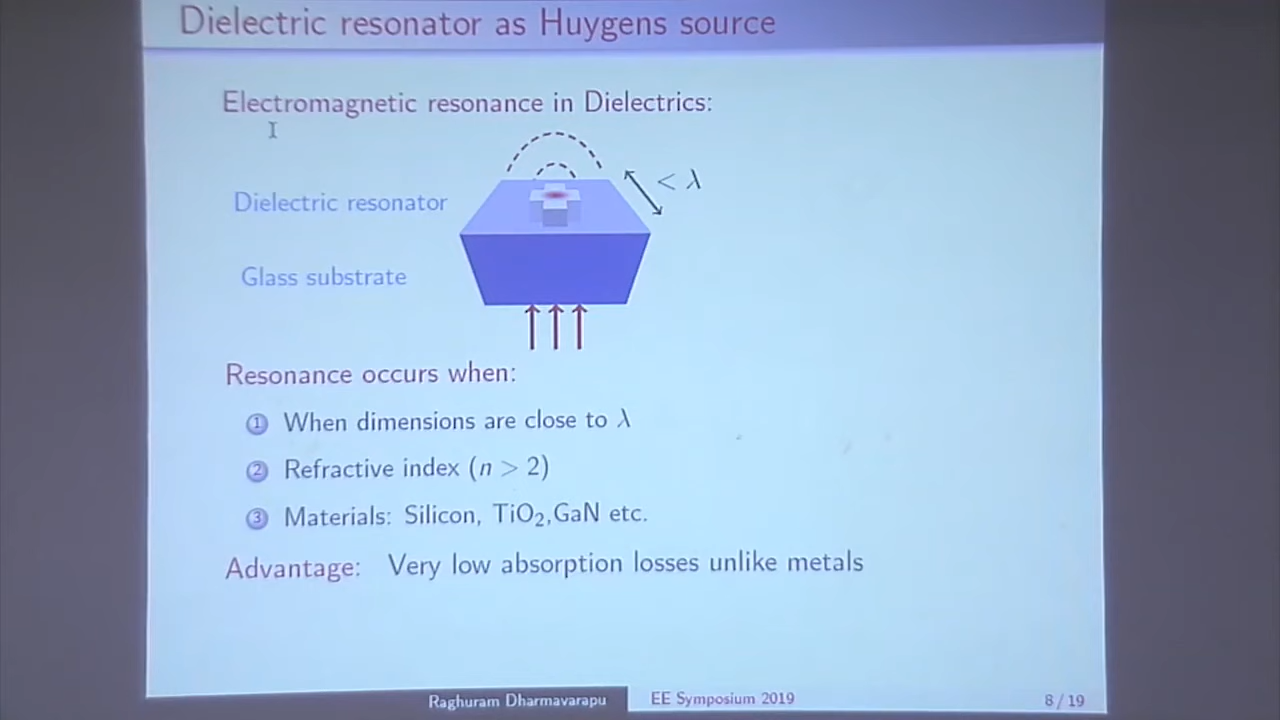 Dielectric resonator as Huygens source
Electromagnetic resonance in Dielectrics:
< λ
Dielectric resonator
Glass substrate
Resonance occurs when:
1 When dimensions are close to λ
2 Refractive index (n > 2)
3 Materials: Silicon, TiO₂,GaN etc.
Advantage: Very low absorption losses unlike metals
Raghuram Dharmavarapu EE Symposium 2019 8 / 19